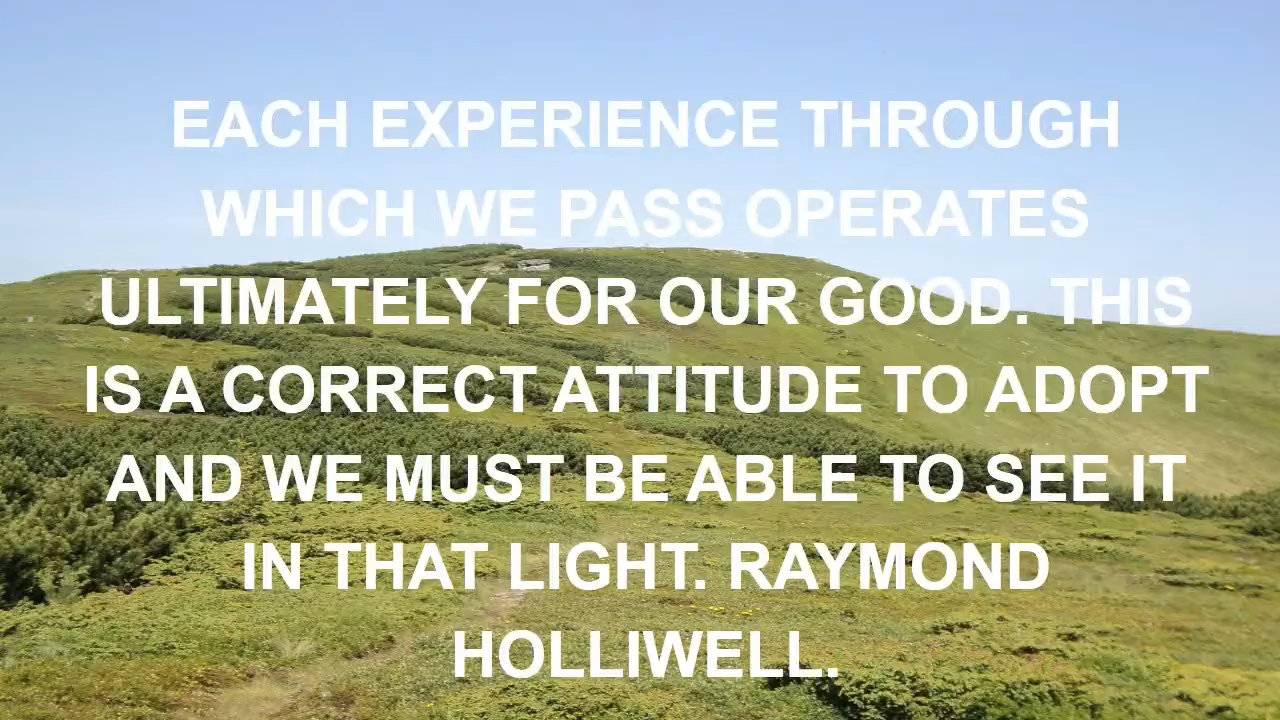 EACH EXPERIENCE THROUGH
WHICH WE PASS OPERATES
ULTIMATELY FOR OUR GOOD. THIS
IS A CORRECT ATTITUDE TO ADOPT
AND WE MUST BE ABLE TO SEE IT
IN THAT LIGHT. RAYMOND
HOLLIWELL.